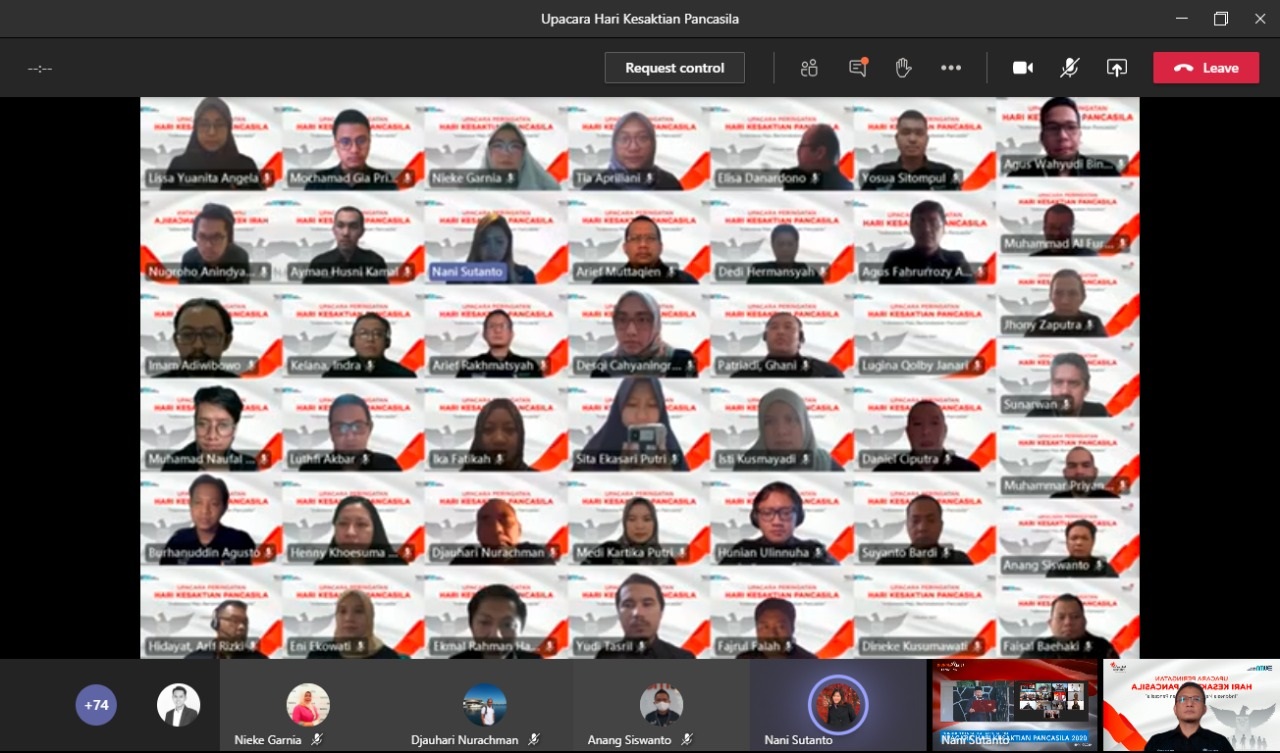 Upacara Hari Kesaktian Pancasila
--:--
Request control
Leave
UPACARA PERINGATAN
HARI KESAKTIAN PANCASILA
Lissa Yuanita Angela
Mochamad Gia Pri...
Nieke Garnia
Tia Apriliani
Elisa Danardono
Yosua Sitompul
Agus Wahyudi Bin...
Nugroho Anindya...
Ayman Husni Kamal
Nani Sutanto
Arief Muttaqien
Dedi Hermansyah
Agus Fahrurrozy A...
Muhammad Al Fur...
Jhony Zaputra
Imam Adiwibowo
Kelana, Indra
Arief Rakhmatsyah
Desqi Cahyaningr...
Patriadi, Ghani
Lugina Qolby Janari
Sunarwan
Muhamad Naufal ...
Luthfi Akbar
Ika Fatikah
Sita Ekasari Putri
Isti Kusmayadi
Daniel Ciputra
Muhammar Priyan...
Burhanuddin Agusto
Henny Khoesuma ...
Djauhari Nurachman
Medi Kartika Putri
Hunian Ulinnuha
Suyanto Bardi
Anang Siswanto
Hidayat, Arif Rizki
Eni Ekowati
Ekmal Rahman Ha...
Yudi Tasril
Fajrul Falah
Dineke Kusumawati
Faisal Baehaki
+74
Nieke Garnia
Djauhari Nurachman
Anang Siswanto
Nani Sutanto
Nani Sutanto
UPACARA PERINGATAN
HARI KESAKTIAN PANCASILA